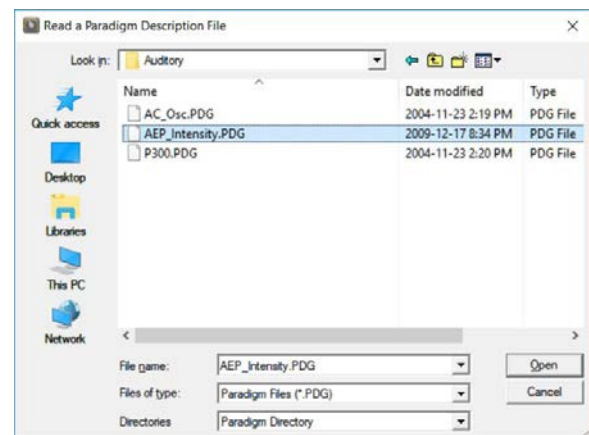 Read a Paradigm Description File
Look in: Auditory
Name Date modified Type
AC_Osc.PDG 2004-11-23 2:19 PM PDG File
AEP_Intensity.PDG 2009-12-17 8:34 PM PDG File
P300.PDG 2004-11-23 2:20 PM PDG File
Quick access
Desktop
Libraries
This PC
Network
File name: AEP_Intensity.PDG Open
Files of type: Paradigm Files (*.PDG) Cancel
Directories Paradigm Directory